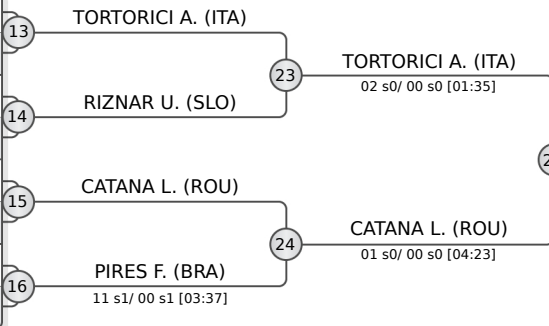 TORTORICI A. (ITA)
13
23
TORTORICI A. (ITA)
02 s0/ 00 s0 [01:35]
RIZNAR U. (SLO)
14
CATANA L. (ROU)
15
24
CATANA L. (ROU)
01 s0/ 00 s0 [04:23]
PIRES F. (BRA)
16
11 s1/ 00 s1 [03:37]